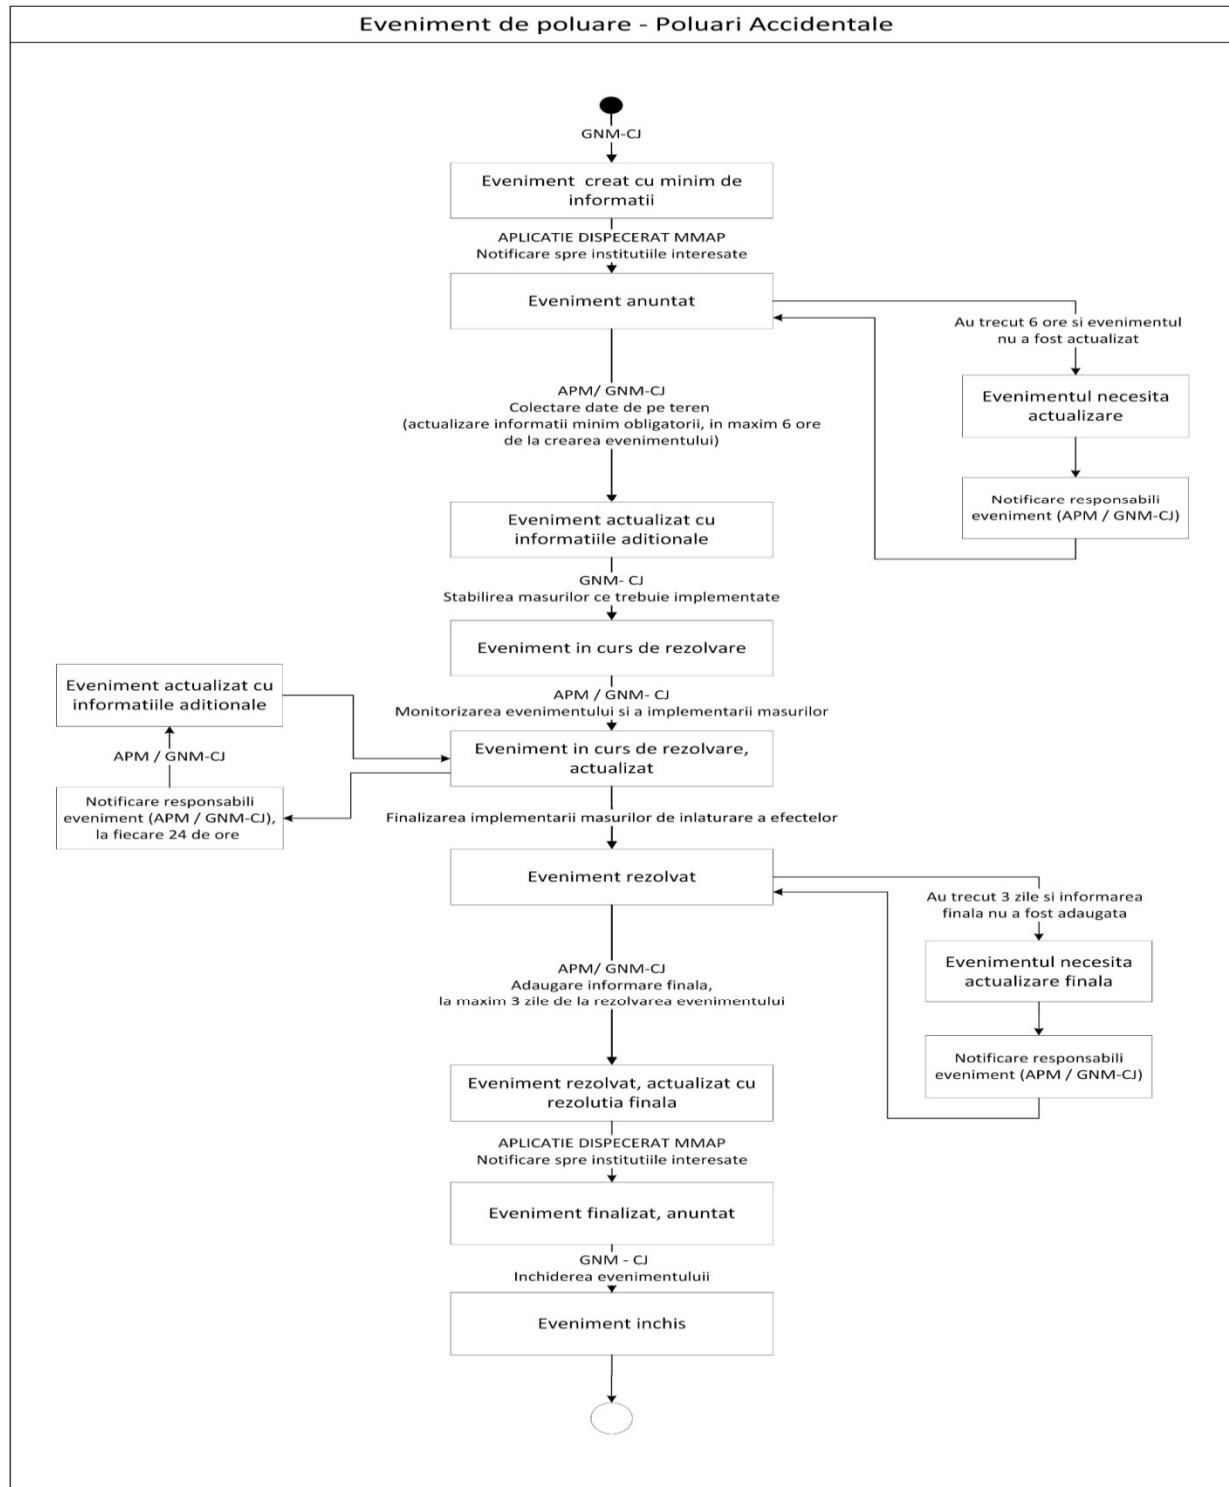 Eveniment de poluare - Poluari Accidentale
GNM-CJ
Eveniment creat cu minim de
informatii
APLICATIE DISPECERAT MMAP
Notificare spre institutiile interesate
Eveniment anuntat
Au trecut 6 ore si evenimentul
nu a fost actualizat
Evenimentul necesita
actualizare
Notificare responsabili
eveniment (APM / GNM-CJ)
APM/ GNM-CJ
Colectare date de pe teren
(actualizare informatii minim obligatorii, in maxim 6 ore
de la crearea evenimentului)
Eveniment actualizat cu
informatiile aditionale
GNM- CJ
Stabilirea masurilor ce trebuie implementate
Eveniment in curs de rezolvare
APM / GNM- CJ
Monitorizarea evenimentului si a implementarii masurilor
Eveniment in curs de rezolvare,
actualizat
Eveniment actualizat cu
informatiile aditionale
APM / GNM-CJ
Notificare responsabili
eveniment (APM / GNM-CJ),
la fiecare 24 de ore
Finalizarea implementarii masurilor de inlaturare a efectelor
Eveniment rezolvat
Au trecut 3 zile si informarea
finala nu a fost adaugata
Evenimentul necesita
actualizare finala
Notificare responsabili
eveniment (APM / GNM-CJ)
APM/ GNM-CJ
Adaugare informare finala,
la maxim 3 zile de la rezolvarea evenimentului
Eveniment rezolvat, actualizat cu
rezolutia finala
APLICATIE DISPECERAT MMAP
Notificare spre institutiile interesate
Eveniment finalizat, anuntat
GNM - CJ
Inchiderea evenimentuluii
Eveniment inchis